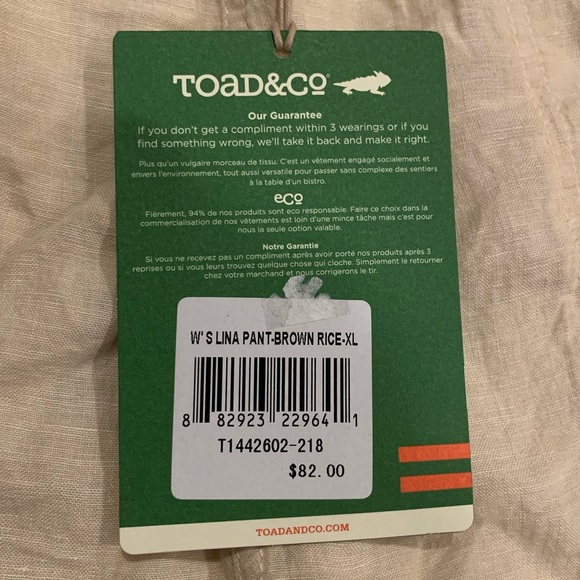 TOAD&CO
Our Guarantee
If you don't get a compliment within 3 wearings or if you
find something wrong, we'll take it back and make it right.
Plus qu'un vulgaire morceau de tissu. C'est un vêtement engagé socialement et
envers l'environnement, tout aussi versatile pour passer sans complexe des sentiers
à la table d'un bistro.
eco
Fièrement, 94% de nos produits sont eco responsable. Faire ce choix dans la
commercialisation de nos vêtements est loin d'une mince tâche mais c'est pour
nous la seule option valable.
Notre Garantie
Si vous ne recevez pas un compliment après avoir porté nos produits après 3
reprises ou si vous leurs trouvez quelque chose qui cloche. Simplement le retourner
chez votre marchand et nous corrigerons le tir.
W'S LINA PANT-BROWN RICE-XL
8 82923 22964 1
T1442602-218
$82.00
TOADANDCO.COM